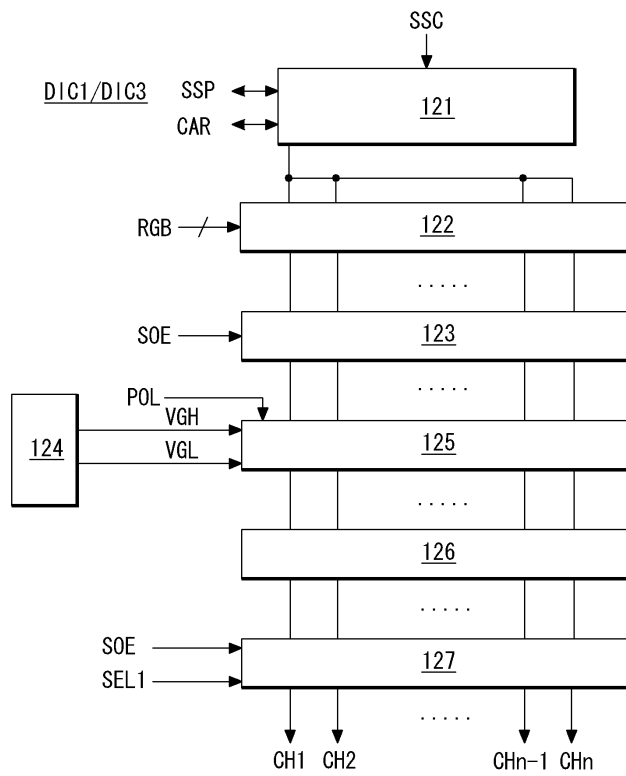 SSC
DIC1/DIC3
SSP
CAR
121
RGB
122
.....
SOE
123
.....
POL
VGH
VGL
124
125
.....
126
.....
SOE
SEL1
127
.....
CH1 CH2 CHn-1 CHn